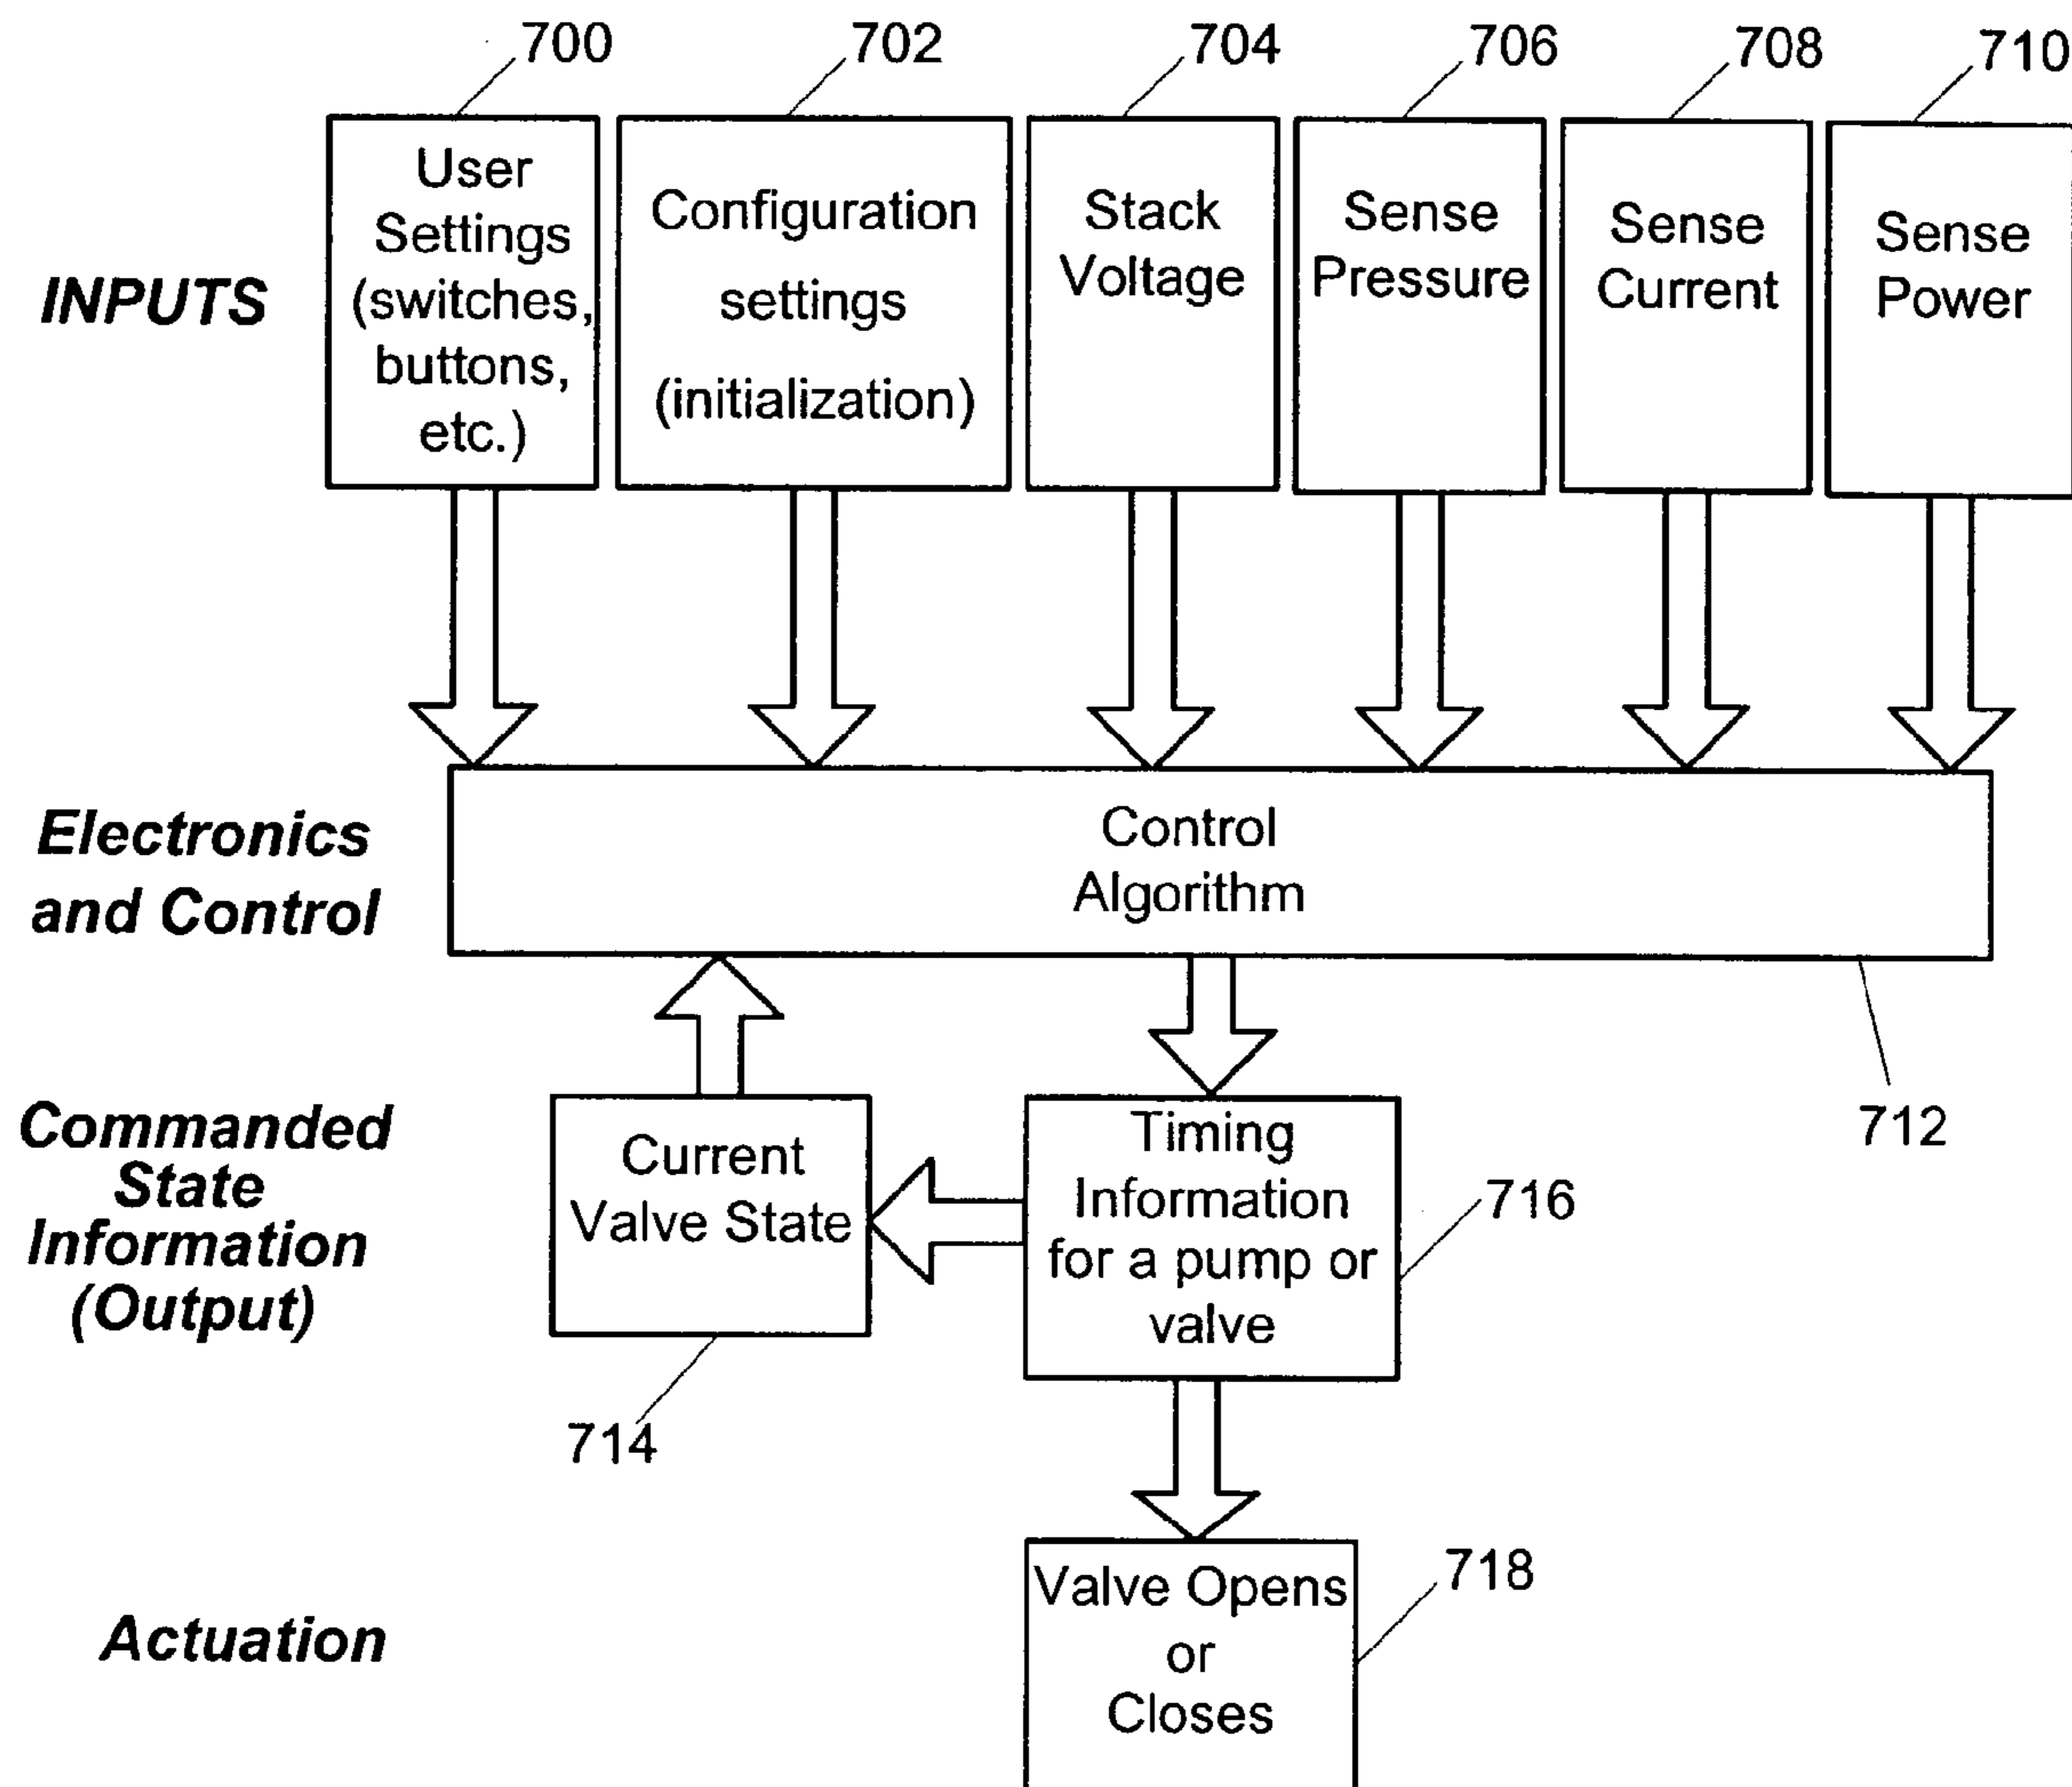 700
702
704
706
708
710
INPUTS
User
Settings
(switches,
buttons,
etc.)
Configuration
settings
(initialization)
Stack
Voltage
Sense
Pressure
Sense
Current
Sense
Power
Electronics
and Control
Control
Algorithm
712
Commanded
State
Information
(Output)
Current
Valve State
714
Timing
Information
for a pump or
valve
716
Actuation
Valve Opens
or
Closes
718